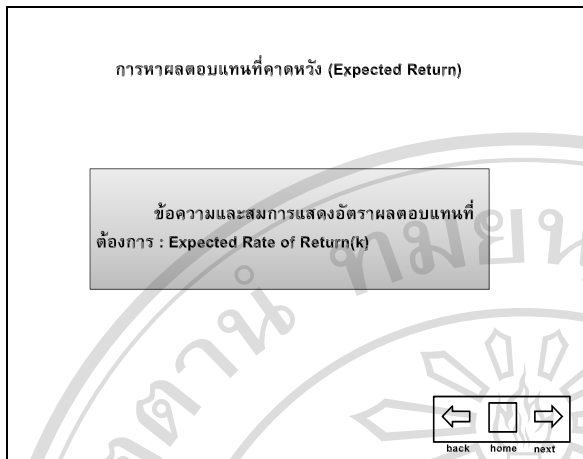 การหาผลตอบแทนที่คาดหวัง (Expected Return)
ข้อความและสมการแสดงอัตราผลตอบแทนที่
ต้องการ : Expected Rate of Return(k)
back home next